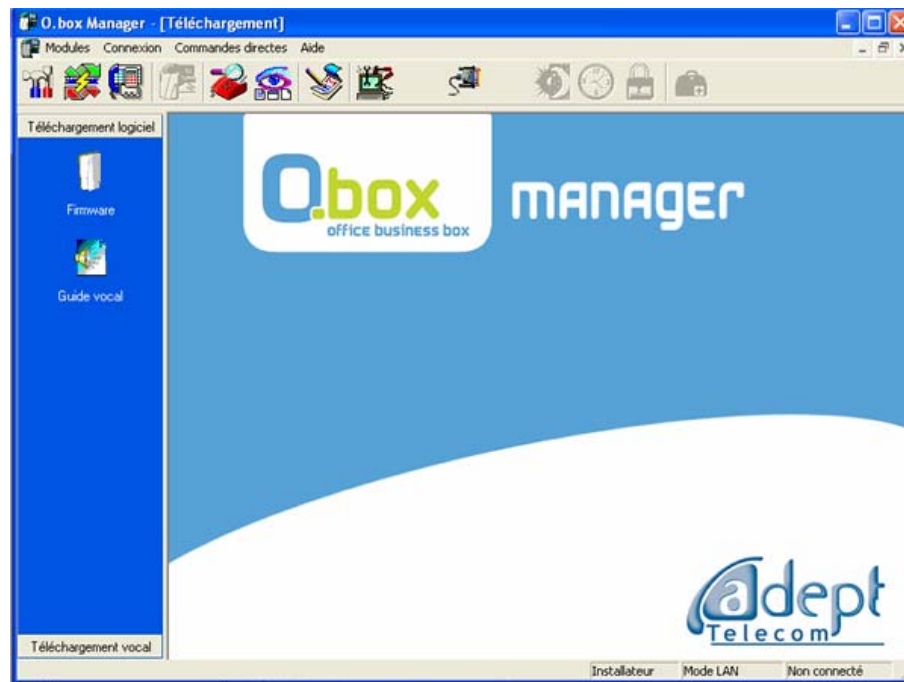 O.box Manager - [Téléchargement]
Modules Connexion Commandes directes Aide
Téléchargement logiciel
Firmware
Guide vocal
O.box manager
office business box
adept
Telecom
Téléchargement vocal
Installateur Mode LAN Non connecté